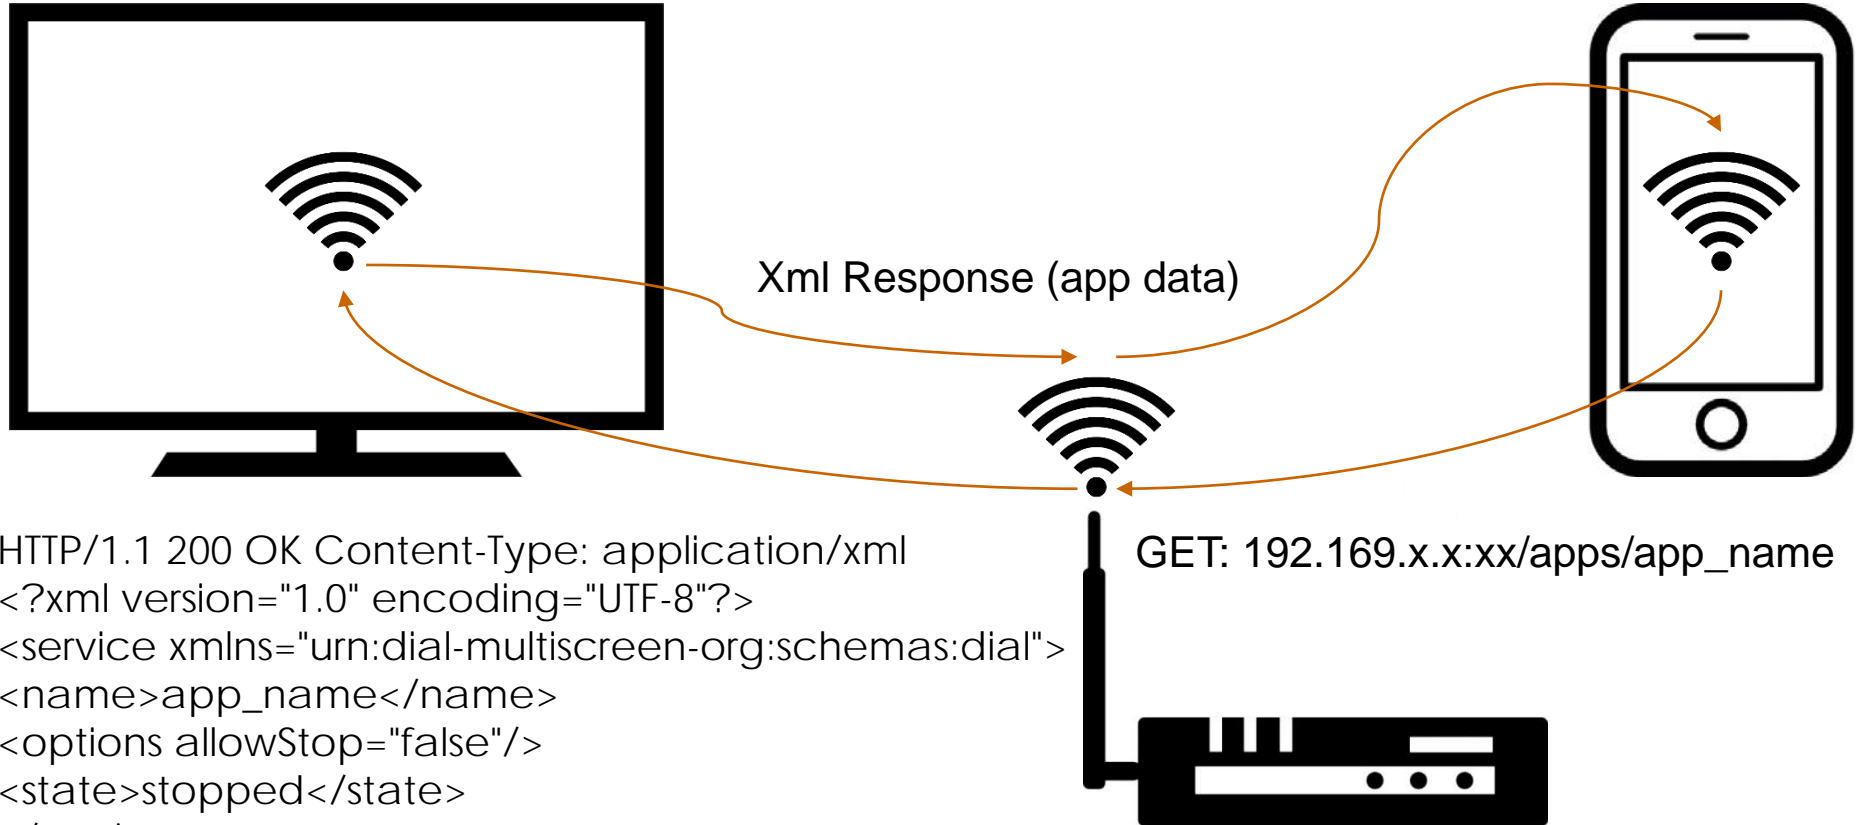 Xml Response (app data)
GET: 192.169.x.x:xx/apps/app_name
HTTP/1.1 200 OK Content-Type: application/xml
<?xml version="1.0" encoding="UTF-8"?>
<service xmlns="urn:dial-multiscreen-org:schemas:dial">
<name>app_name</name>
<options allowStop="false"/>
<state>stopped</state>